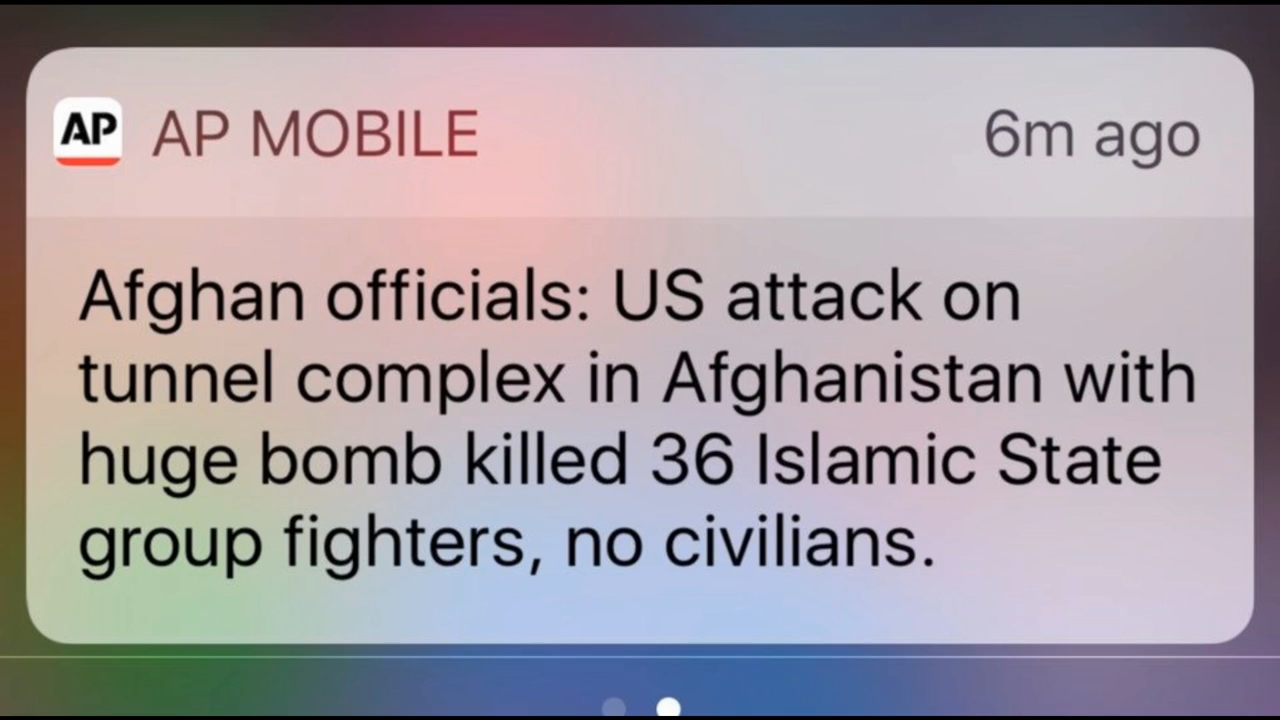 AP AP MOBILE 6m ago
Afghan officials: US attack on
tunnel complex in Afghanistan with
huge bomb killed 36 Islamic State
group fighters, no civilians.